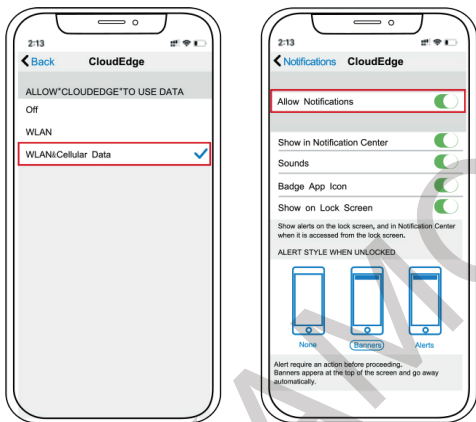 2:13
Back CloudEdge
ALLOW"CLOUDEDGE"TO USE DATA
Off
WLAN
WLAN&Cellular Data
2:13
Notifications CloudEdge
Allow Notifications
Show in Notification Center
Sounds
Badge App Icon
Show on Lock Screen
Show alerts on the lock screen, and in Notification Center
when it is accessed from the lock screen.
ALERT STYLE WHEN UNLOCKED
None Banners Alerts
Alert require an action before proceeding.
Banners appera at the top of the screen and go away
automatically.